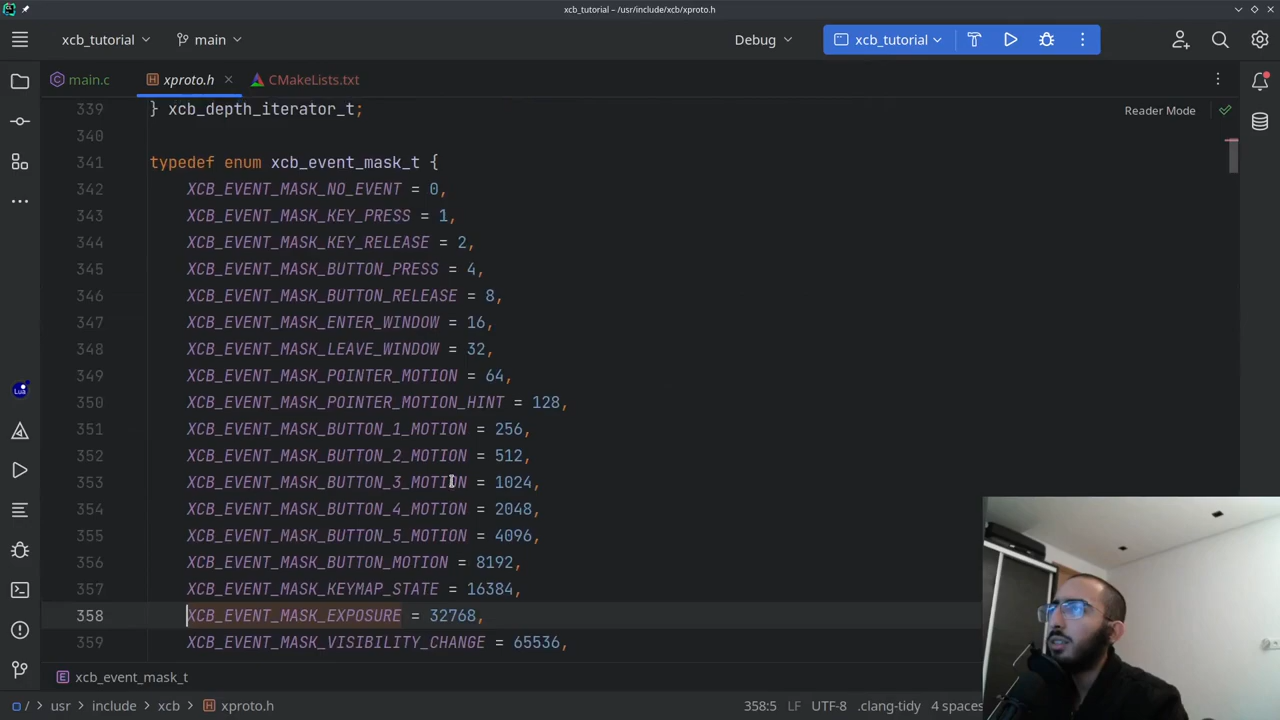 xcb_tutorial – /usr/include/xcb/xproto.h
xcb_tutorial main Debug xcb_tutorial
main.c xproto.h CMakeLists.txt
Reader Mode
339 } xcb_depth_iterator_t;
340
341 typedef enum xcb_event_mask_t {
342 XCB_EVENT_MASK_NO_EVENT = 0,
343 XCB_EVENT_MASK_KEY_PRESS = 1,
344 XCB_EVENT_MASK_KEY_RELEASE = 2,
345 XCB_EVENT_MASK_BUTTON_PRESS = 4,
346 XCB_EVENT_MASK_BUTTON_RELEASE = 8,
347 XCB_EVENT_MASK_ENTER_WINDOW = 16,
348 XCB_EVENT_MASK_LEAVE_WINDOW = 32,
349 XCB_EVENT_MASK_POINTER_MOTION = 64,
350 XCB_EVENT_MASK_POINTER_MOTION_HINT = 128,
351 XCB_EVENT_MASK_BUTTON_1_MOTION = 256,
352 XCB_EVENT_MASK_BUTTON_2_MOTION = 512,
353 XCB_EVENT_MASK_BUTTON_3_MOTION = 1024,
354 XCB_EVENT_MASK_BUTTON_4_MOTION = 2048,
355 XCB_EVENT_MASK_BUTTON_5_MOTION = 4096,
356 XCB_EVENT_MASK_BUTTON_MOTION = 8192,
357 XCB_EVENT_MASK_KEYMAP_STATE = 16384,
358 XCB_EVENT_MASK_EXPOSURE = 32768,
359 XCB_EVENT_MASK_VISIBILITY_CHANGE = 65536,
Lua
E xcb_event_mask_t
/ usr include xcb xproto.h 358:5 LF UTF-8 .clang-tidy 4 spaces